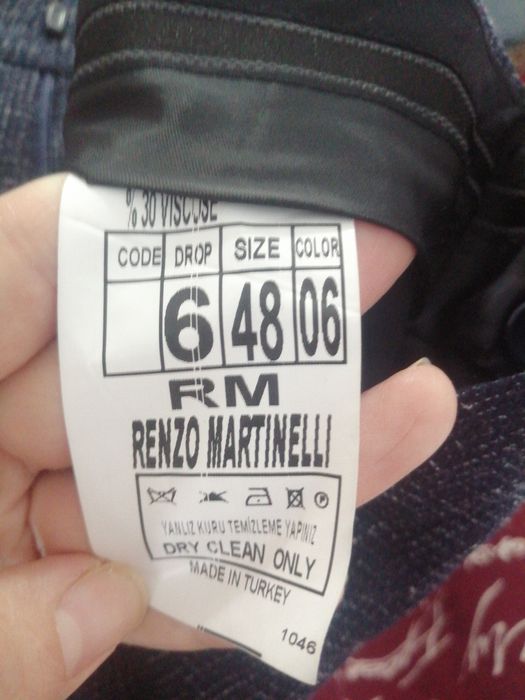 % 30 VISCOSE
CODE DROP SIZE COLOR
6 48 06
RM
RENZO MARTINELLI
YANLIZ KURU TEMİZLEME YAPINIZ
DRY CLEAN ONLY
MADE IN TURKEY
1046